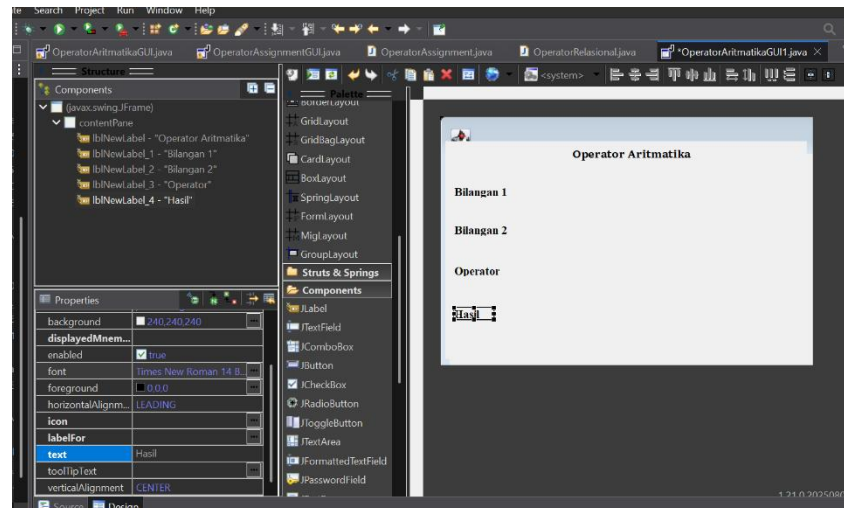 Search Project Run Window Help
OperatorAritmatikaGUI.java
OperatorAssignmentGUI.java
OperatorAssignment.java
OperatorRelasional.java
*OperatorAritmatikaGUI1.java
Structure
Components
(javax.swing.JFrame)
contentPane
lblNewLabel - "Operator Aritmatika"
lblNewLabel_1 - "Bilangan 1"
lblNewLabel_2 - "Bilangan 2"
lblNewLabel_3 - "Operator"
lblNewLabel_4 - "Hasil"
Properties
background 240,240,240
displayedMnem...
enabled true
font Times New Roman 14 B...
foreground 0,0,0
horizontalAlignm... LEADING
icon
labelFor
text Hasil
toolTipText
verticalAlignment CENTER
Source Design
<system>
Palette
BorderLayout
GridLayout
GridBagLayout
CardLayout
BoxLayout
SpringLayout
FormLayout
MigLayout
GroupLayout
Struts & Springs
Components
JLabel
JTextField
JComboBox
JButton
JCheckBox
JRadioButton
JToggleButton
JTextArea
JFormattedTextField
JPasswordField
Operator Aritmatika
Bilangan 1
Bilangan 2
Operator
Hasil